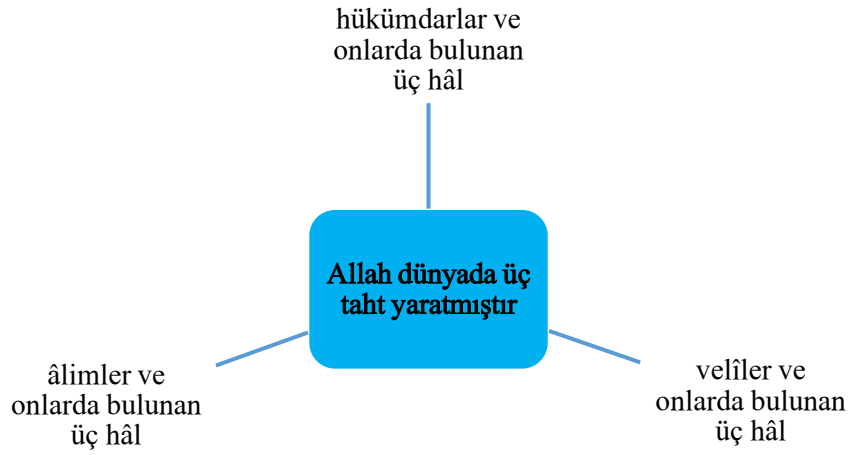 hükümdarlar ve
onlarda bulunan
üç hâl
Allah dünyada üç
taht yaratmıştır
âlimler ve
onlarda bulunan
üç hâl
velîler ve
onlarda bulunan
üç hâl